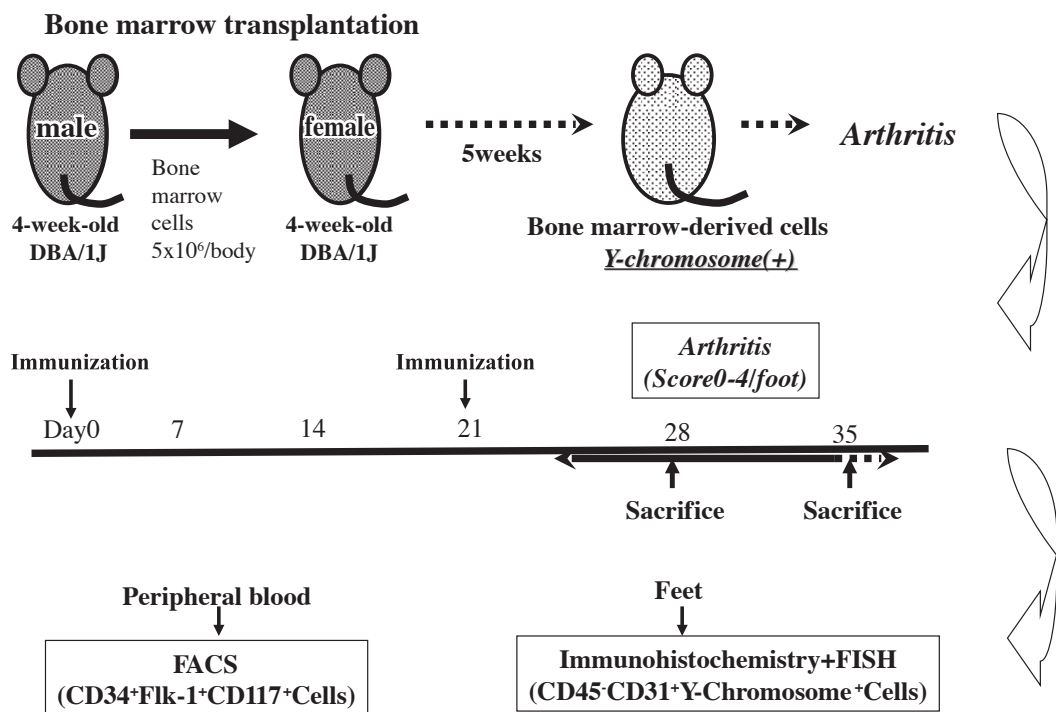 Bone marrow transplantation
male
female
5weeks
Arthritis
Bone
marrow
cells
5x10⁶/body
4-week-old
DBA/1J
4-week-old
DBA/1J
Bone marrow-derived cells
Y-chromosome(+)
Immunization
Immunization
Arthritis
(Score0-4/foot)
Day0 7 14 21 28 35
Sacrifice Sacrifice
Peripheral blood
Feet
FACS
(CD34⁺Flk-1⁺CD117⁺Cells)
Immunohistochemistry+FISH
(CD45⁻CD31⁺Y-Chromosome⁺Cells)